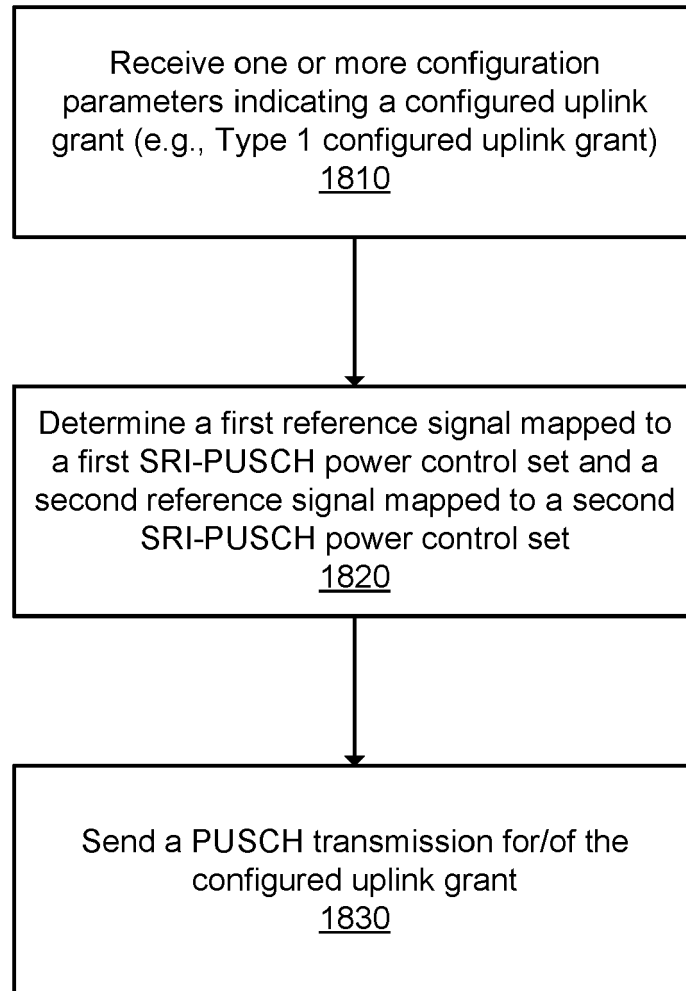 Receive one or more configuration
parameters indicating a configured uplink
grant (e.g., Type 1 configured uplink grant)
1810
Determine a first reference signal mapped to
a first SRI-PUSCH power control set and a
second reference signal mapped to a second
SRI-PUSCH power control set
1820
Send a PUSCH transmission for/of the
configured uplink grant
1830